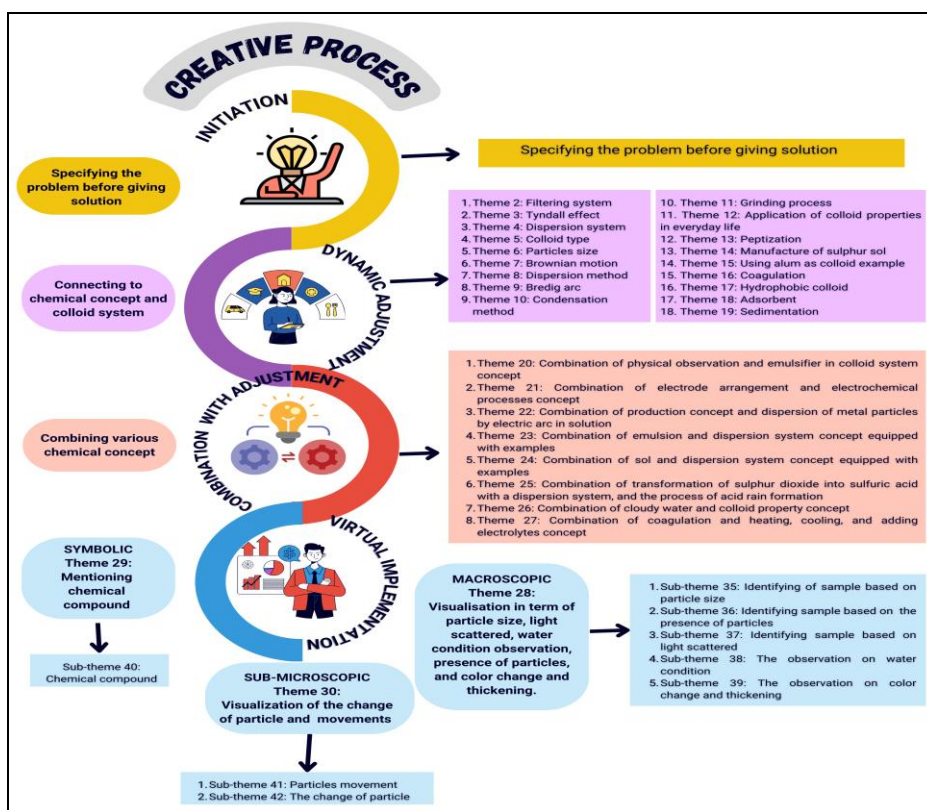 CREATIVE PROCESS
INITIATION
Specifying the
problem before giving
solution
Specifying the problem before giving solution
DYNAMIC ADJUSTMENT
Connecting to
chemical concept and
colloid system
1. Theme 2: Filtering system
2. Theme 3: Tyndall effect
3. Theme 4: Dispersion system
4. Theme 5: Colloid type
5. Theme 6: Particles size
6. Theme 7: Brownian motion
7. Theme 8: Dispersion method
8. Theme 9: Bredig arc
9. Theme 10: Condensation
method
10. Theme 11: Grinding process
11. Theme 12: Application of colloid properties
in everyday life
12. Theme 13: Peptization
13. Theme 14: Manufacture of sulphur sol
14. Theme 15: Using alum as colloid example
15. Theme 16: Coagulation
16. Theme 17: Hydrophobic colloid
17. Theme 18: Adsorbent
18. Theme 19: Sedimentation
COMBINATION WITH ADJUSTMENT
Combining various
chemical concept
1. Theme 20: Combination of physical observation and emulsifier in colloid system
concept
2. Theme 21: Combination of electrode arrangement and electrochemical
processes concept
3. Theme 22: Combination of production concept and dispersion of metal particles
by electric arc in solution
4. Theme 23: Combination of emulsion and dispersion system concept equipped
with examples
5. Theme 24: Combination of sol and dispersion system concept equipped with
examples
6. Theme 25: Combination of transformation of sulphur dioxide into sulfuric acid
with a dispersion system, and the process of acid rain formation
7. Theme 26: Combination of cloudy water and colloid property concept
8. Theme 27: Combination of coagulation and heating, cooling, and adding
electrolytes concept
VIRTUAL IMPLEMENTATION
SYMBOLIC
Theme 29:
Mentioning
chemical
compound
Sub-theme 40:
Chemical compound
SUB-MICROSCOPIC
Theme 30:
Visualization of the change
of particle and movements
1. Sub-theme 41: Particles movement
2. Sub-theme 42: The change of particle
MACROSCOPIC
Theme 28:
Visualisation in term of
particle size, light
scattered, water
condition observation,
presence of particles,
and color change and
thickening.
1. Sub-theme 35: Identifying of sample based on
particle size
2. Sub-theme 36: Identifying sample based on the
presence of particles
3. Sub-theme 37: Identifying sample based on
light scattered
4. Sub-theme 38: The observation on water
condition
5. Sub-theme 39: The observation on color
change and thickening